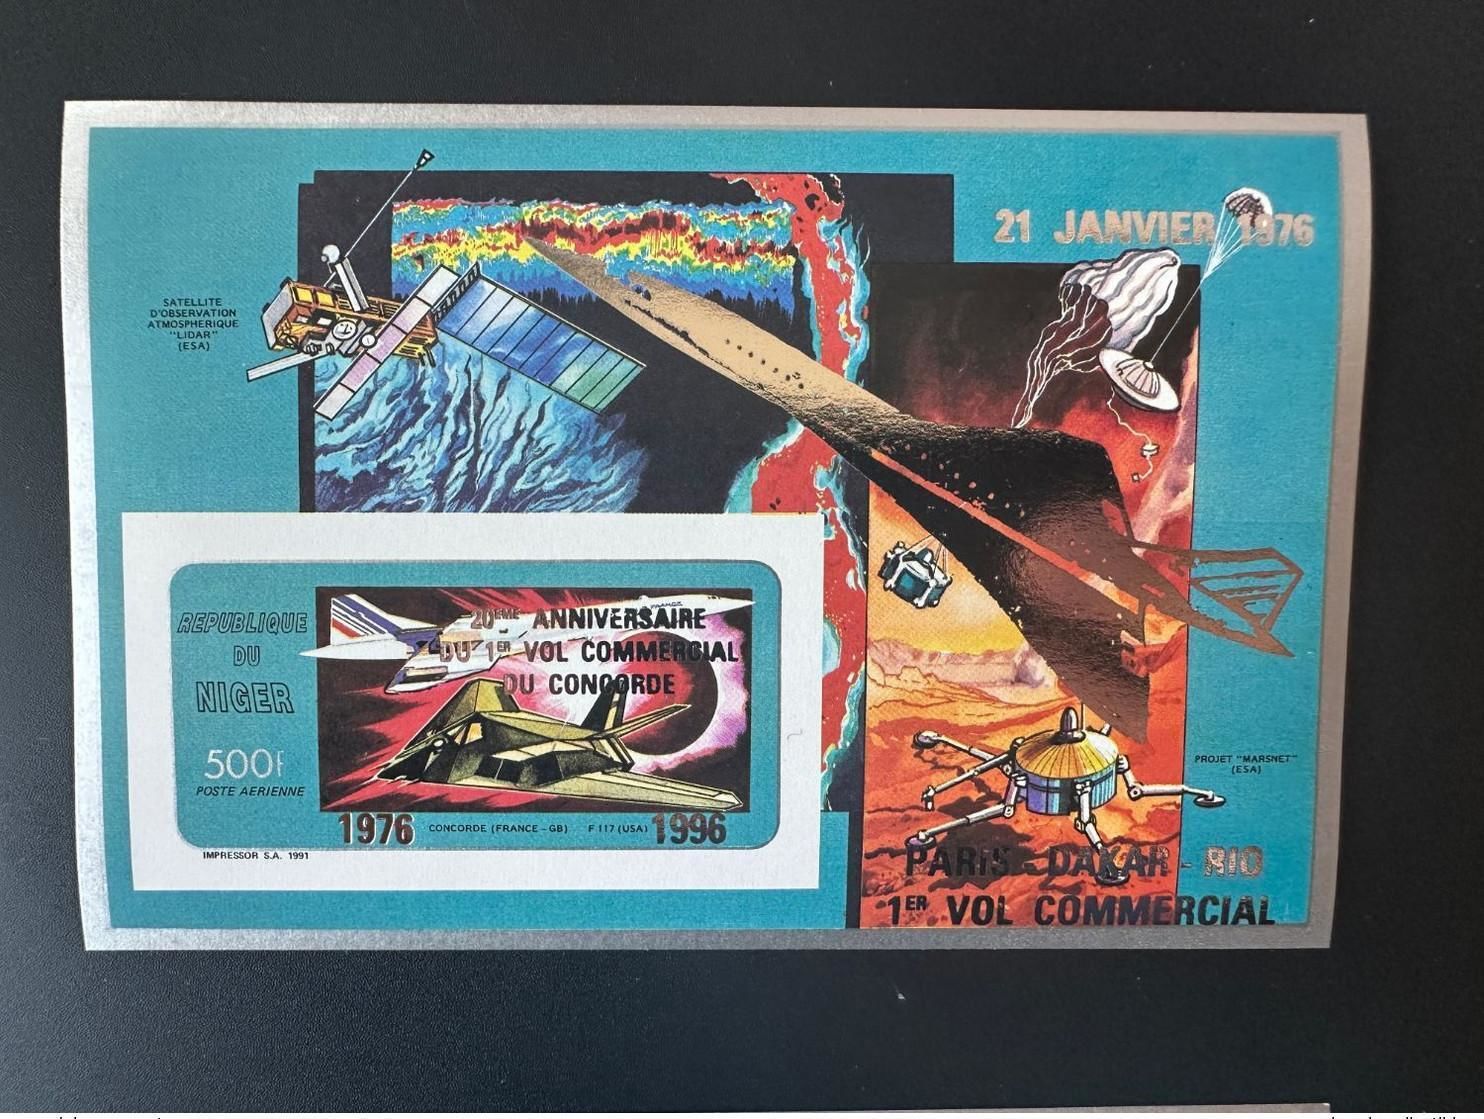 21 JANVIER 1976
SATELLITE
D'OBSERVATION
ATMOSPHERIQUE
"LIDAR"
(ESA)
REPUBLIQUE
DU
NIGER
500F
POSTE AERIENNE
FRANCE
20EME ANNIVERSAIRE
DU 1ER VOL COMMERCIAL
DU CONCORDE
1976 CONCORDE (FRANCE – GB) F 117 (USA) 1996
IMPRESSOR S.A. 1991
PROJET "MARSNET"
(ESA)
PARIS - DAKAR - RIO
1ER VOL COMMERCIAL